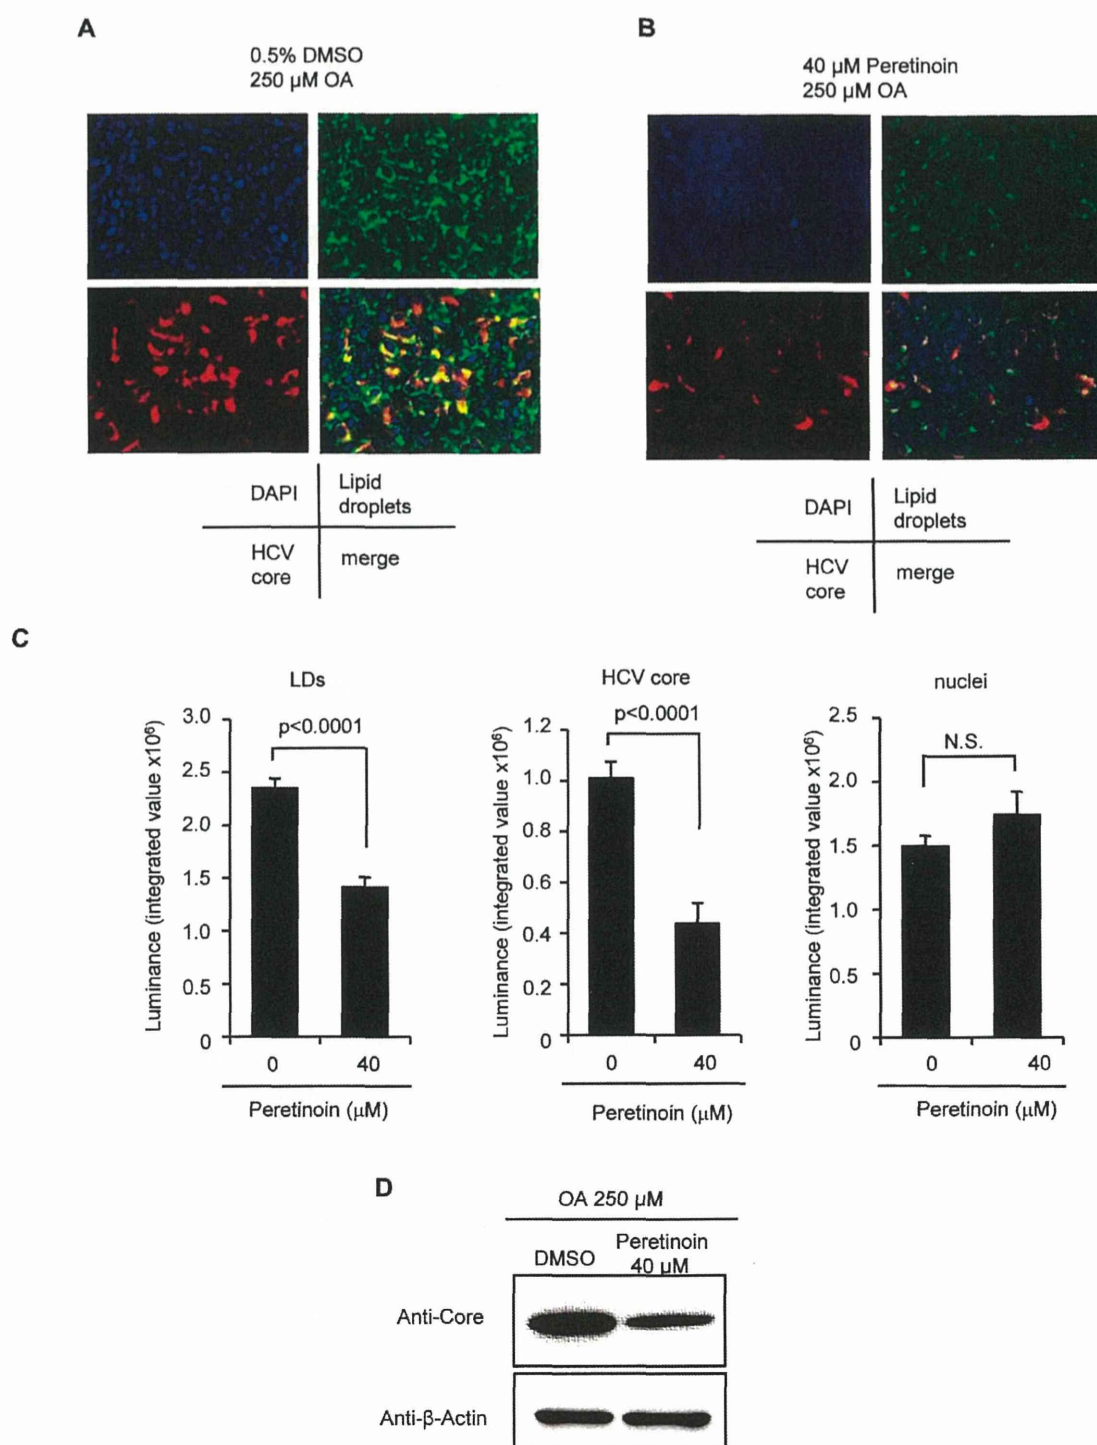 A
0.5% DMSO
250 µM OA
DAPI
Lipid
droplets
HCV
core
merge
B
40 µM Peretinoin
250 µM OA
DAPI
Lipid
droplets
HCV
core
merge
C
LDs
Luminance (integrated value x10⁶)
3.0
2.5
2.0
1.5
1.0
0.5
0
p<0.0001
0
40
Peretinoin (μM)
HCV core
Luminance (integrated value x10⁶)
1.2
1.0
0.8
0.6
0.4
0.2
0
p<0.0001
0
40
Peretinoin (μM)
nuclei
Luminance (integrated value x10⁶)
2.5
2.0
1.5
1.0
0.5
0
N.S.
0
40
Peretinoin (μM)
D
OA 250 µM
DMSO
Peretinoin
40 µM
Anti-Core
Anti-β-Actin